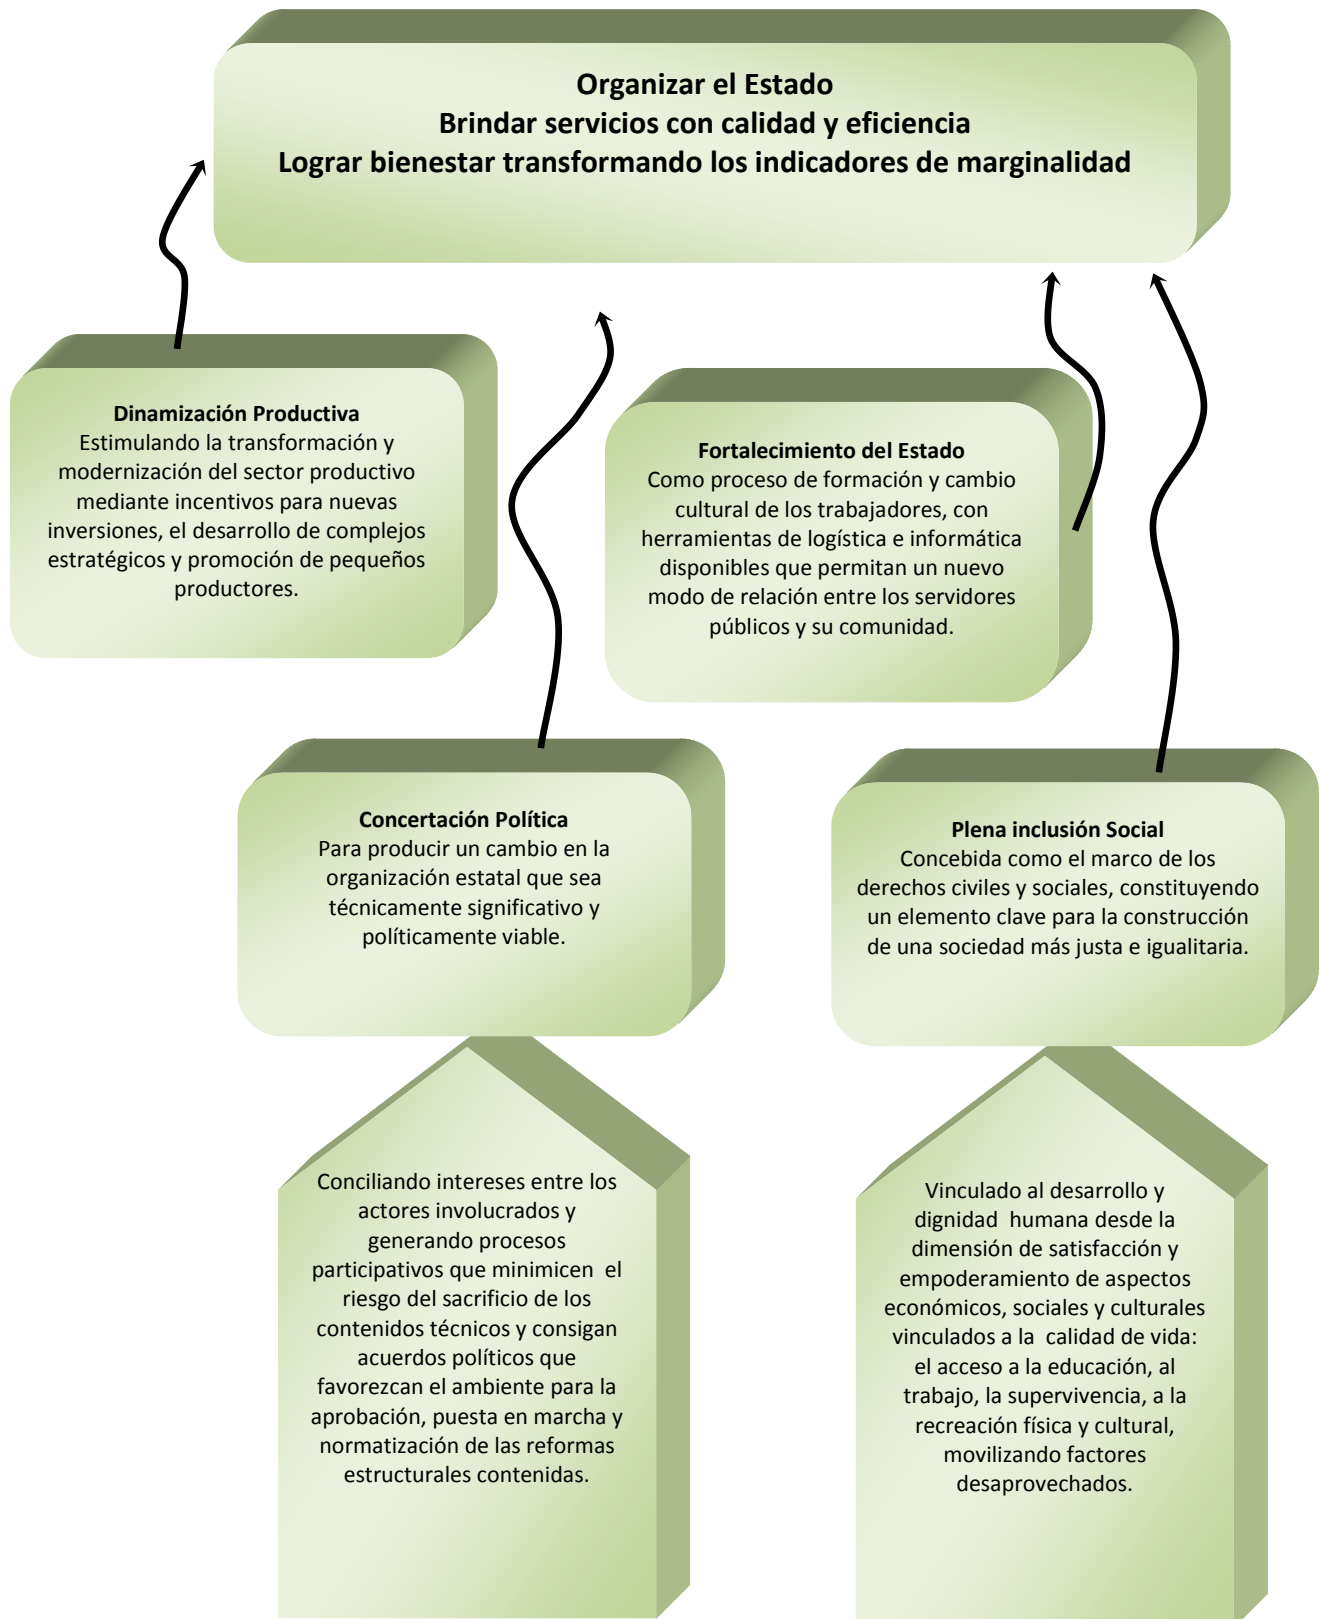 Organizar el Estado
Brindar servicios con calidad y eficiencia
Lograr bienestar transformando los indicadores de marginalidad
Dinamización Productiva
Estimulando la transformación y
modernización del sector productivo
mediante incentivos para nuevas
inversiones, el desarrollo de complejos
estratégicos y promoción de pequeños
productores.
Fortalecimiento del Estado
Como proceso de formación y cambio
cultural de los trabajadores, con
herramientas de logística e informática
disponibles que permitan un nuevo
modo de relación entre los servidores
públicos y su comunidad.
Concertación Política
Para producir un cambio en la
organización estatal que sea
técnicamente significativo y
políticamente viable.
Plena inclusión Social
Concebida como el marco de los
derechos civiles y sociales, constituyendo
un elemento clave para la construcción
de una sociedad más justa e igualitaria.
Conciliando intereses entre los
actores involucrados y
generando procesos
participativos que minimicen el
riesgo del sacrificio de los
contenidos técnicos y consigan
acuerdos políticos que
favorezcan el ambiente para la
aprobación, puesta en marcha y
normatización de las reformas
estructurales contenidas.
Vinculado al desarrollo y
dignidad humana desde la
dimensión de satisfacción y
empoderamiento de aspectos
económicos, sociales y culturales
vinculados a la calidad de vida:
el acceso a la educación, al
trabajo, la supervivencia, a la
recreación física y cultural,
movilizando factores
desaprovechados.